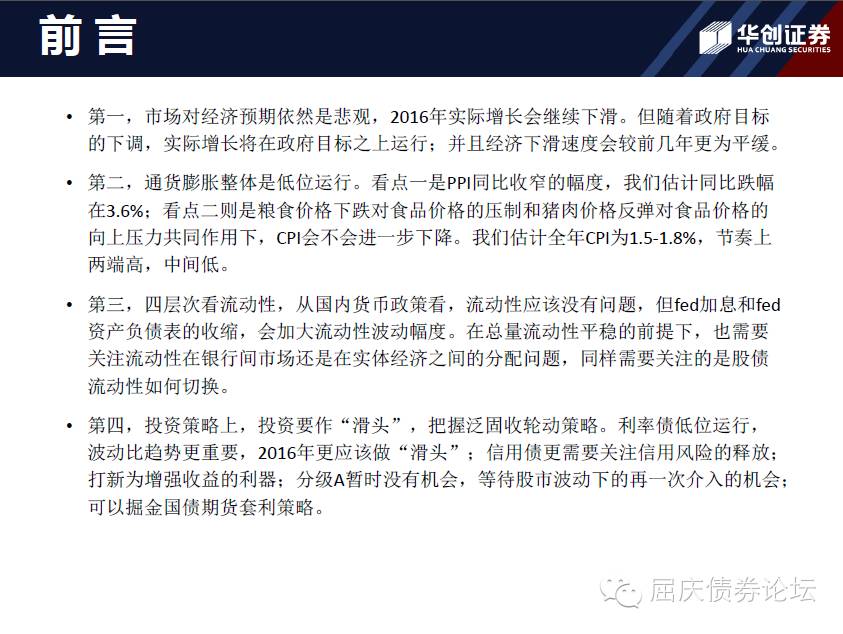 前言
华创证券
HUA CHUANG SECURITIES
• 第一，市场对经济预期依然是悲观，2016年实际增长会继续下滑。但随着政府目标
的下调，实际增长将在政府目标之上运行；并且经济下滑速度会较前几年更为平缓。
• 第二，通货膨胀整体是低位运行。看点一是PPI同比收窄的幅度，我们估计同比跌幅
在3.6%；看点二则是粮食价格下跌对食品价格的压制和猪肉价格反弹对食品价格的
向上压力共同作用下，CPI会不会进一步下降。我们估计全年CPI为1.5-1.8%，节奏上
两端高，中间低。
• 第三，四层次看流动性，从国内货币政策看，流动性应该没有问题，但fed加息和fed
资产负债表的收缩，会加大流动性波动幅度。在总量流动性平稳的前提下，也需要
关注流动性在银行间市场还是在实体经济之间的分配问题，同样需要关注的是股债
流动性如何切换。
• 第四，投资策略上，投资要作“滑头”，把握泛固收轮动策略。利率债低位运行，
波动比趋势更重要，2016年更应该做“滑头”；信用债更需要关注信用风险的释放；
打新为增强收益的利器；分级A暂时没有机会，等待股市波动下的再一次介入的机会；
可以掘金国债期货套利策略。
屈庆债券论坛